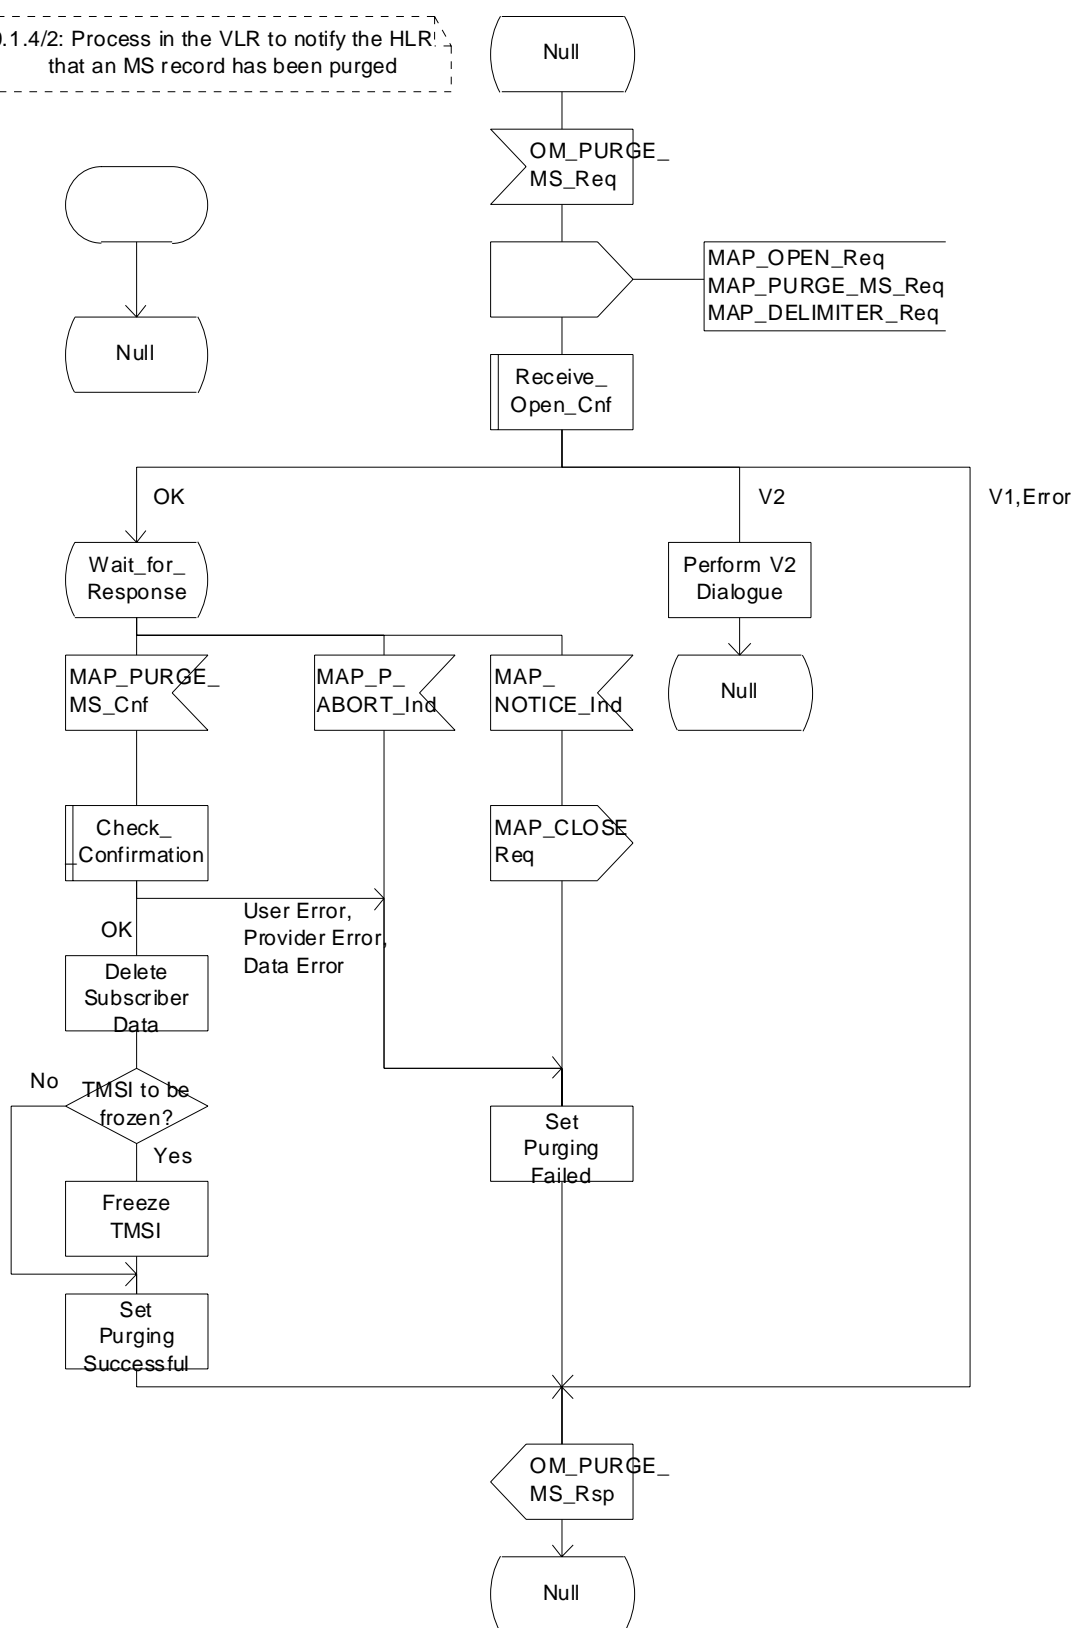 0.1.4/2: Process in the VLR to notify the HLR
that an MS record has been purged
Null
OM_PURGE_
MS_Req
MAP_OPEN_Req
MAP_PURGE_MS_Req
MAP_DELIMITER_Req
Null
Receive_
Open_Cnf
OK
V2
V1,Error
Wait_for_
Response
Perform V2
Dialogue
MAP_PURGE_
MS_Cnf
MAP_P_
ABORT_Ind
MAP_
NOTICE_Ind
Null
Check_
Confirmation
MAP_CLOSE_
Req
User Error,
Provider Error,
Data Error
OK
Delete
Subscriber
Data
No
TMSI to be
frozen?
Yes
Set
Purging
Failed
Freeze
TMSI
Set
Purging
Successful
OM_PURGE_
MS_Rsp
Null